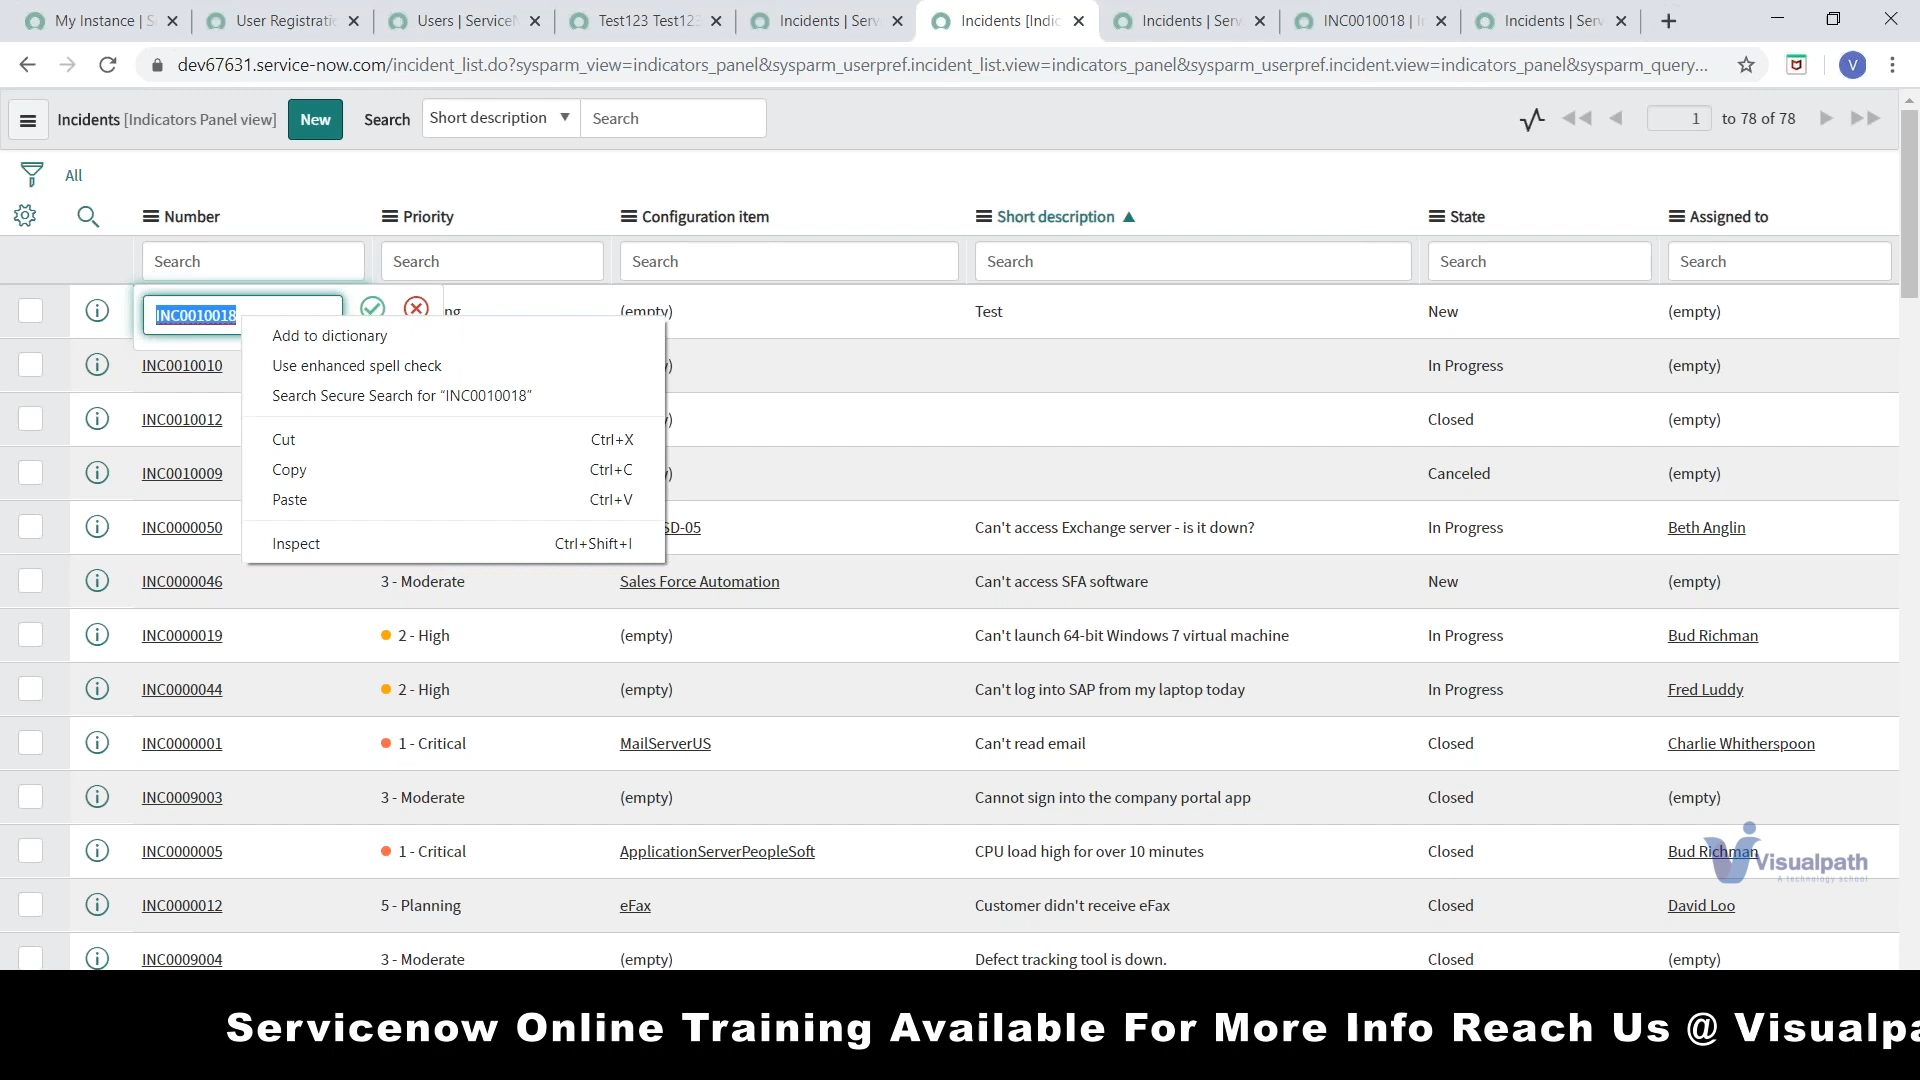 My Instance | S
User Registratio
Users | ServiceN
Test123 Test123
Incidents | Serv
Incidents [Indic
Incidents | Serv
INC0010018 | In
Incidents | Serv
dev67631.service-now.com/incident_list.do?sysparm_view=indicators_panel&sysparm_userpref.incident_list.view=indicators_panel&sysparm_userpref.incident.view=indicators_panel&sysparm_query...
V
Incidents [Indicators Panel view] New Search Short description Search 1 to 78 of 78
All
Number Priority Configuration item Short description State Assigned to
Search Search Search Search Search Search
INC0010018 ng (empty) Test New (empty)
Add to dictionary
Use enhanced spell check
Search Secure Search for “INC0010018”
Cut Ctrl+X
Copy Ctrl+C
Paste Ctrl+V
Inspect Ctrl+Shift+I
INC0010010 y) In Progress (empty)
INC0010012 y) Closed (empty)
INC0010009 y) Canceled (empty)
INC0000050 SD-05 Can't access Exchange server - is it down? In Progress Beth Anglin
INC0000046 3 - Moderate Sales Force Automation Can't access SFA software New (empty)
INC0000019 2 - High (empty) Can't launch 64-bit Windows 7 virtual machine In Progress Bud Richman
INC0000044 2 - High (empty) Can't log into SAP from my laptop today In Progress Fred Luddy
INC0000001 1 - Critical MailServerUS Can't read email Closed Charlie Whitherspoon
INC0009003 3 - Moderate (empty) Cannot sign into the company portal app Closed (empty)
INC0000005 1 - Critical ApplicationServerPeopleSoft CPU load high for over 10 minutes Closed Bud Richman
Visualpath
A technology school
INC0000012 5 - Planning eFax Customer didn't receive eFax Closed David Loo
INC0009004 3 - Moderate (empty) Defect tracking tool is down. Closed (empty)
Servicenow Online Training Available For More Info Reach Us @ Visualpa